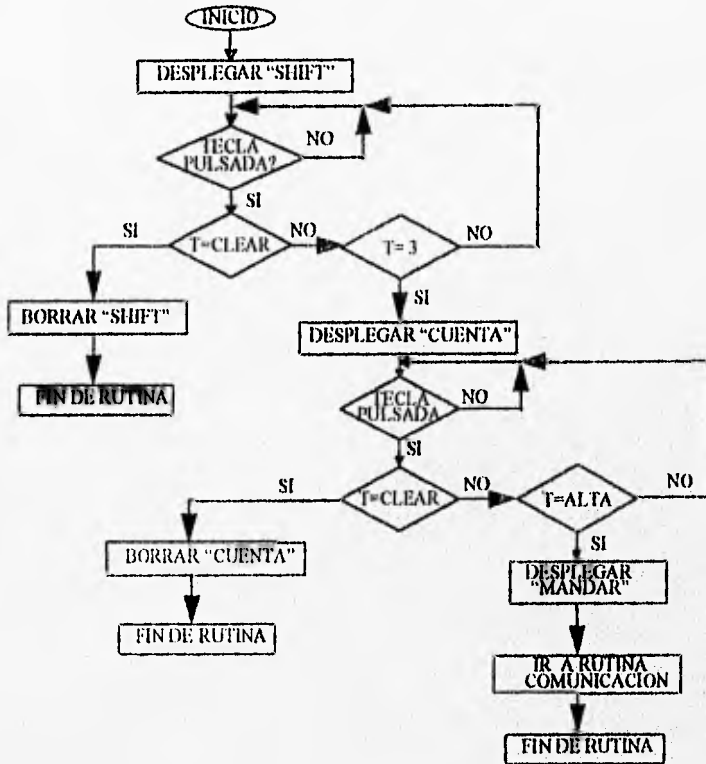 INICIO
DESPLEGAR “SHIFT”
TECLA
PULSADA?
NO
SI
SI
T=CLEAR
NO
T= 3
NO
SI
BORRAR “SHIFT”
DESPLEGAR “CUENTA”
FIN DE RUTINA
TECLA
PULSADA
NO
SI
SI
T=CLEAR
NO
T=ALTA
NO
SI
BORRAR “CUENTA”
DESPLEGAR
“MANDAR”
FIN DE RUTINA
IR A RUTINA
COMUNICACION
FIN DE RUTINA